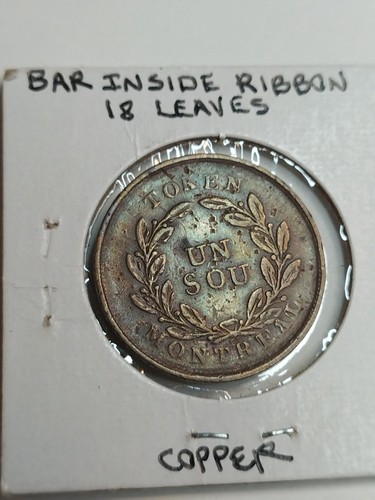 BAR INSIDE RIBBON
18 LEAVES
TOKEN
UN
SOU
MONTREAL
COPPER